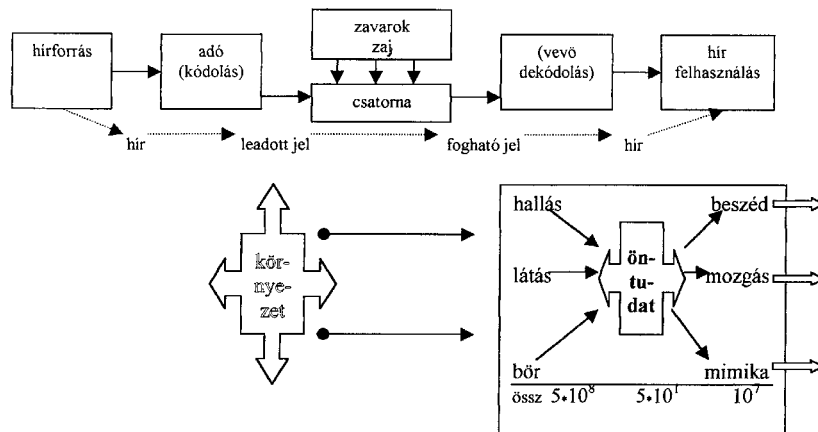 hírforrás
adó
(kódolás)
zavarok
zaj
csatorna
(vevö
dekódolás)
hír
felhasználás
hír
leadott jel
fogható jel
hír
kör-
nye-
zet
hallás
látás
bör
ön-
tu-
dat
beszéd
mozgás
mimika
össz 5*10⁸ 5*10¹ 10⁷